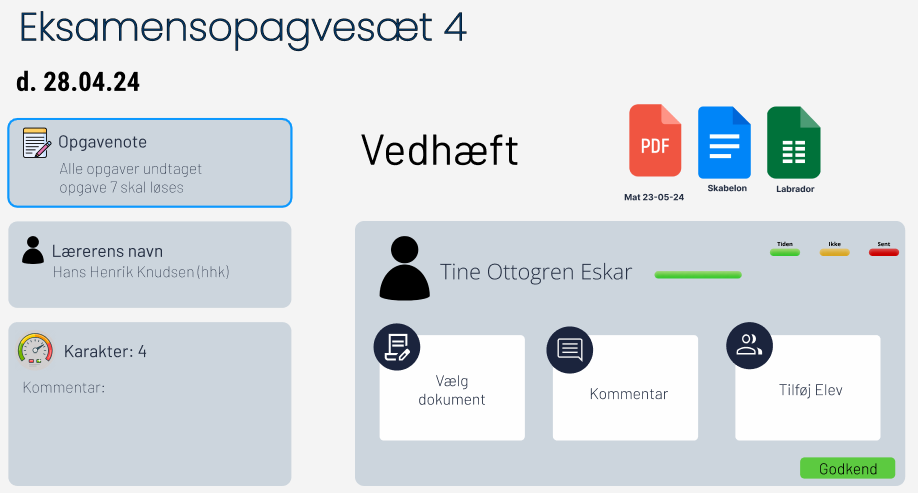 Eksamensopagvesæt 4
d. 28.04.24
Opgavenote
Alle opgaver undtaget
opgave 7 skal løses
Lærerens navn
Hans Henrik Knudsen (hhk)
Karakter: 4
Kommentar:
Vedhæft
PDF
Mat 23-05-24
Skabelon
Labrador
Tine Ottogren Eskar
Tiden
Ikke
Sent
Vælg
dokument
Kommentar
Tilføj Elev
Godkend